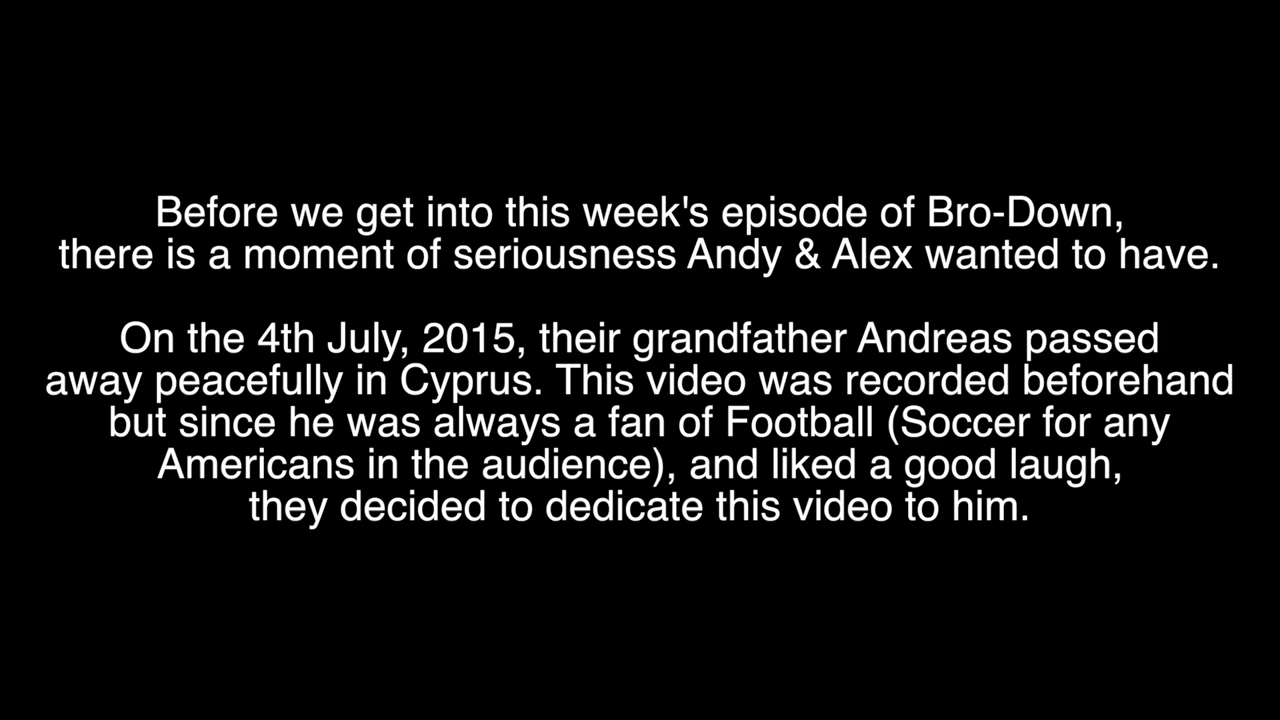 Before we get into this week's episode of Bro-Down,
there is a moment of seriousness Andy & Alex wanted to have.
On the 4th July, 2015, their grandfather Andreas passed
away peacefully in Cyprus. This video was recorded beforehand
but since he was always a fan of Football (Soccer for any
Americans in the audience), and liked a good laugh,
they decided to dedicate this video to him.